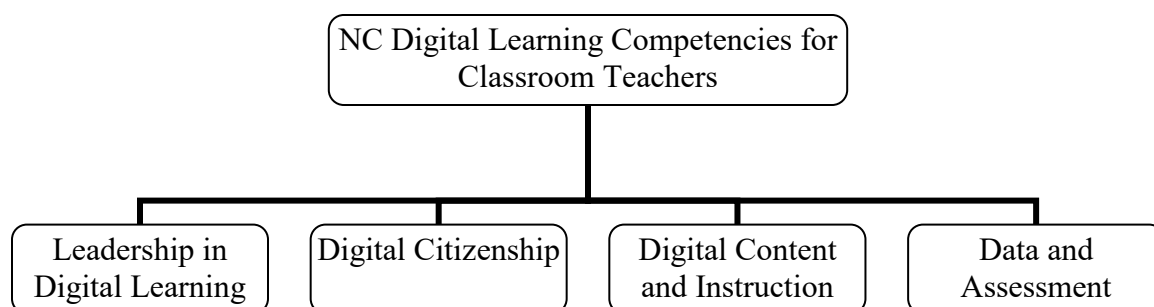 NC Digital Learning Competencies for
Classroom Teachers
Leadership in
Digital Learning
Digital Citizenship
Digital Content
and Instruction
Data and
Assessment